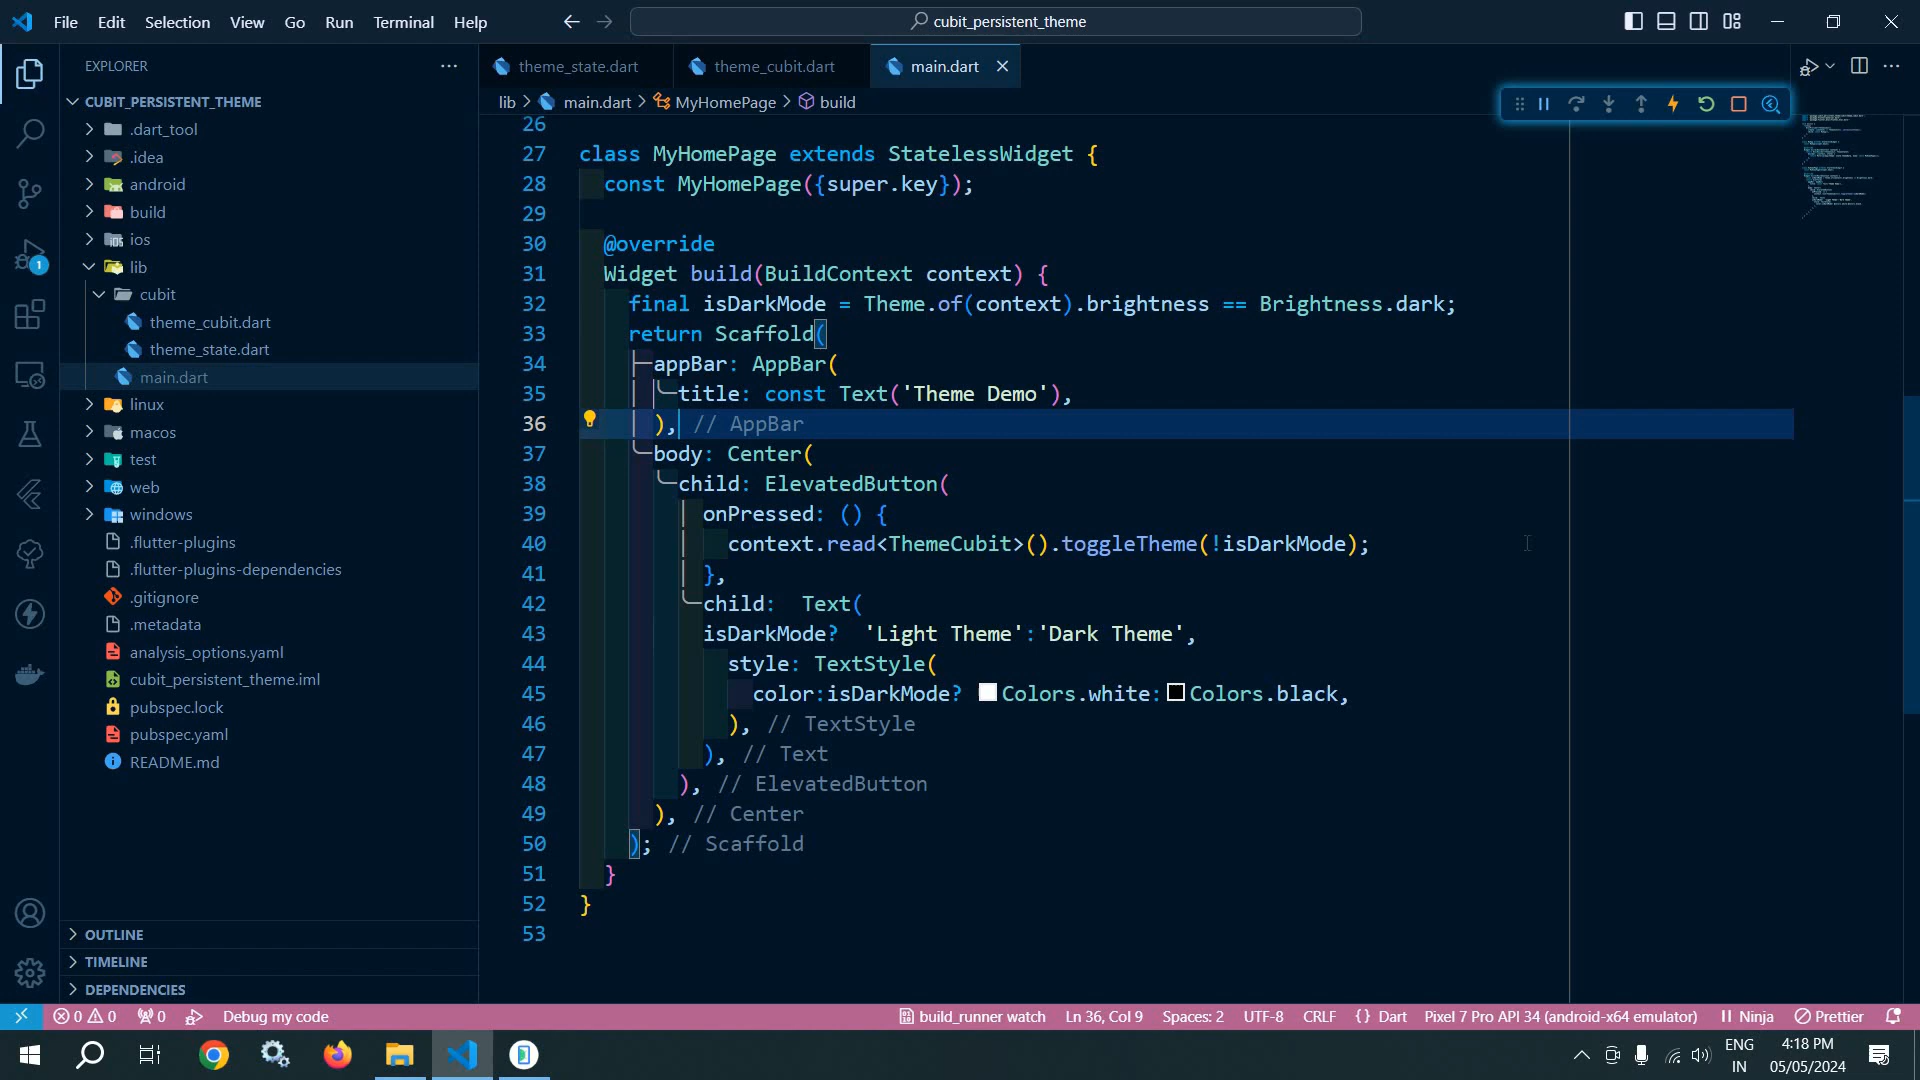 File Edit Selection View Go Run Terminal Help
cubit_persistent_theme
EXPLORER
CUBIT_PERSISTENT_THEME
.dart_tool
.idea
android
build
ios
lib
cubit
theme_cubit.dart
theme_state.dart
main.dart
linux
macos
test
web
windows
.flutter-plugins
.flutter-plugins-dependencies
.gitignore
.metadata
analysis_options.yaml
cubit_persistent_theme.iml
pubspec.lock
pubspec.yaml
README.md
OUTLINE
TIMELINE
DEPENDENCIES
1
theme_state.dart theme_cubit.dart main.dart
lib > main.dart > MyHomePage > build
26
27 class MyHomePage extends StatelessWidget {
28 const MyHomePage({super.key});
29
30 @override
31 Widget build(BuildContext context) {
32 final isDarkMode = Theme.of(context).brightness == Brightness.dark;
33 return Scaffold(
34 appBar: AppBar(
35 title: const Text('Theme Demo'),
36 ), // AppBar
37 body: Center(
38 child: ElevatedButton(
39 onPressed: () {
40 context.read<ThemeCubit>().toggleTheme(!isDarkMode);
41 },
42 child:  Text(
43 isDarkMode?  'Light Theme':'Dark Theme',
44 style: TextStyle(
45 color:isDarkMode? Colors.white:Colors.black,
46 ), // TextStyle
47 ), // Text
48 ), // ElevatedButton
49 ), // Center
50 ); // Scaffold
51 }
52 }
53
0 0 0 Debug my code build_runner watch Ln 36, Col 9 Spaces: 2 UTF-8 CRLF {} Dart Pixel 7 Pro API 34 (android-x64 emulator) Ninja Prettier
ENG
IN
4:18 PM
05/05/2024